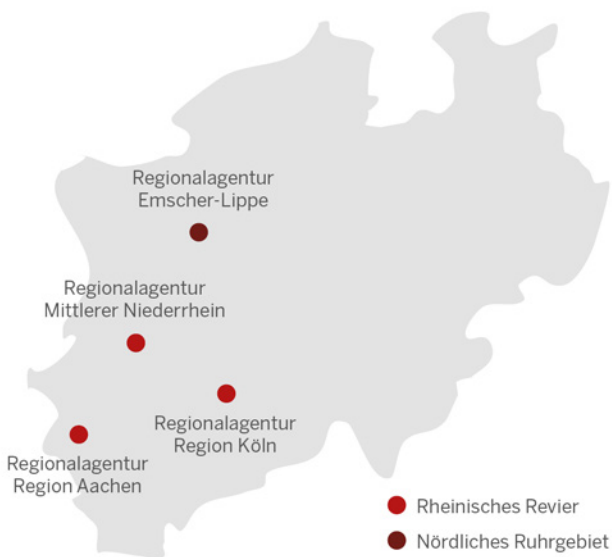 Regionalagentur
Emscher-Lippe
Regionalagentur
Mittlerer Niederrhein
Regionalagentur
Region Köln
Regionalagentur
Region Aachen
Rheinisches Revier
Nördliches Ruhrgebiet